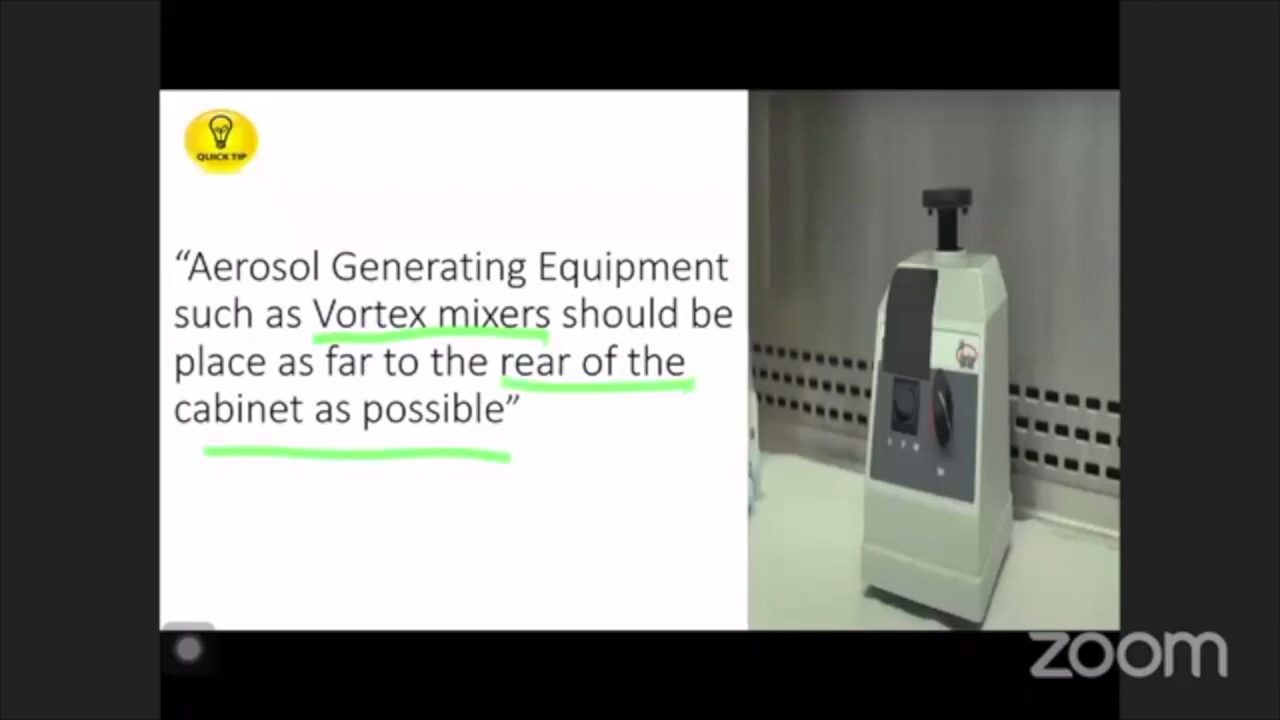 QUICK TIP
“Aerosol Generating Equipment
such as Vortex mixers should be
place as far to the rear of the
cabinet as possible”
zoom